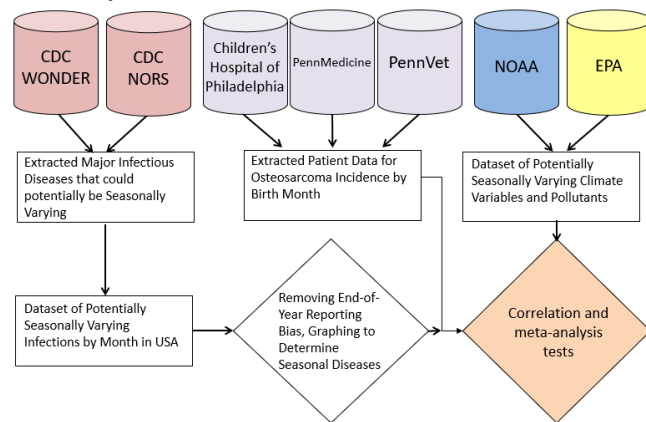 CDC
WONDER
CDC
NORS
Children's
Hospital of
Philadelphia
PennMedicine
PennVet
NOAA
EPA
Extracted Major Infectious
Diseases that could
potentially be Seasonally
Varying
Extracted Patient Data for
Osteosarcoma Incidence by
Birth Month
Dataset of Potentially
Seasonally Varying Climate
Variables and Pollutants
Dataset of Potentially
Seasonally Varying
Infections by Month in USA
Removing End-of-
Year Reporting
Bias, Graphing to
Determine
Seasonal Diseases
Correlation and
meta-analysis
tests